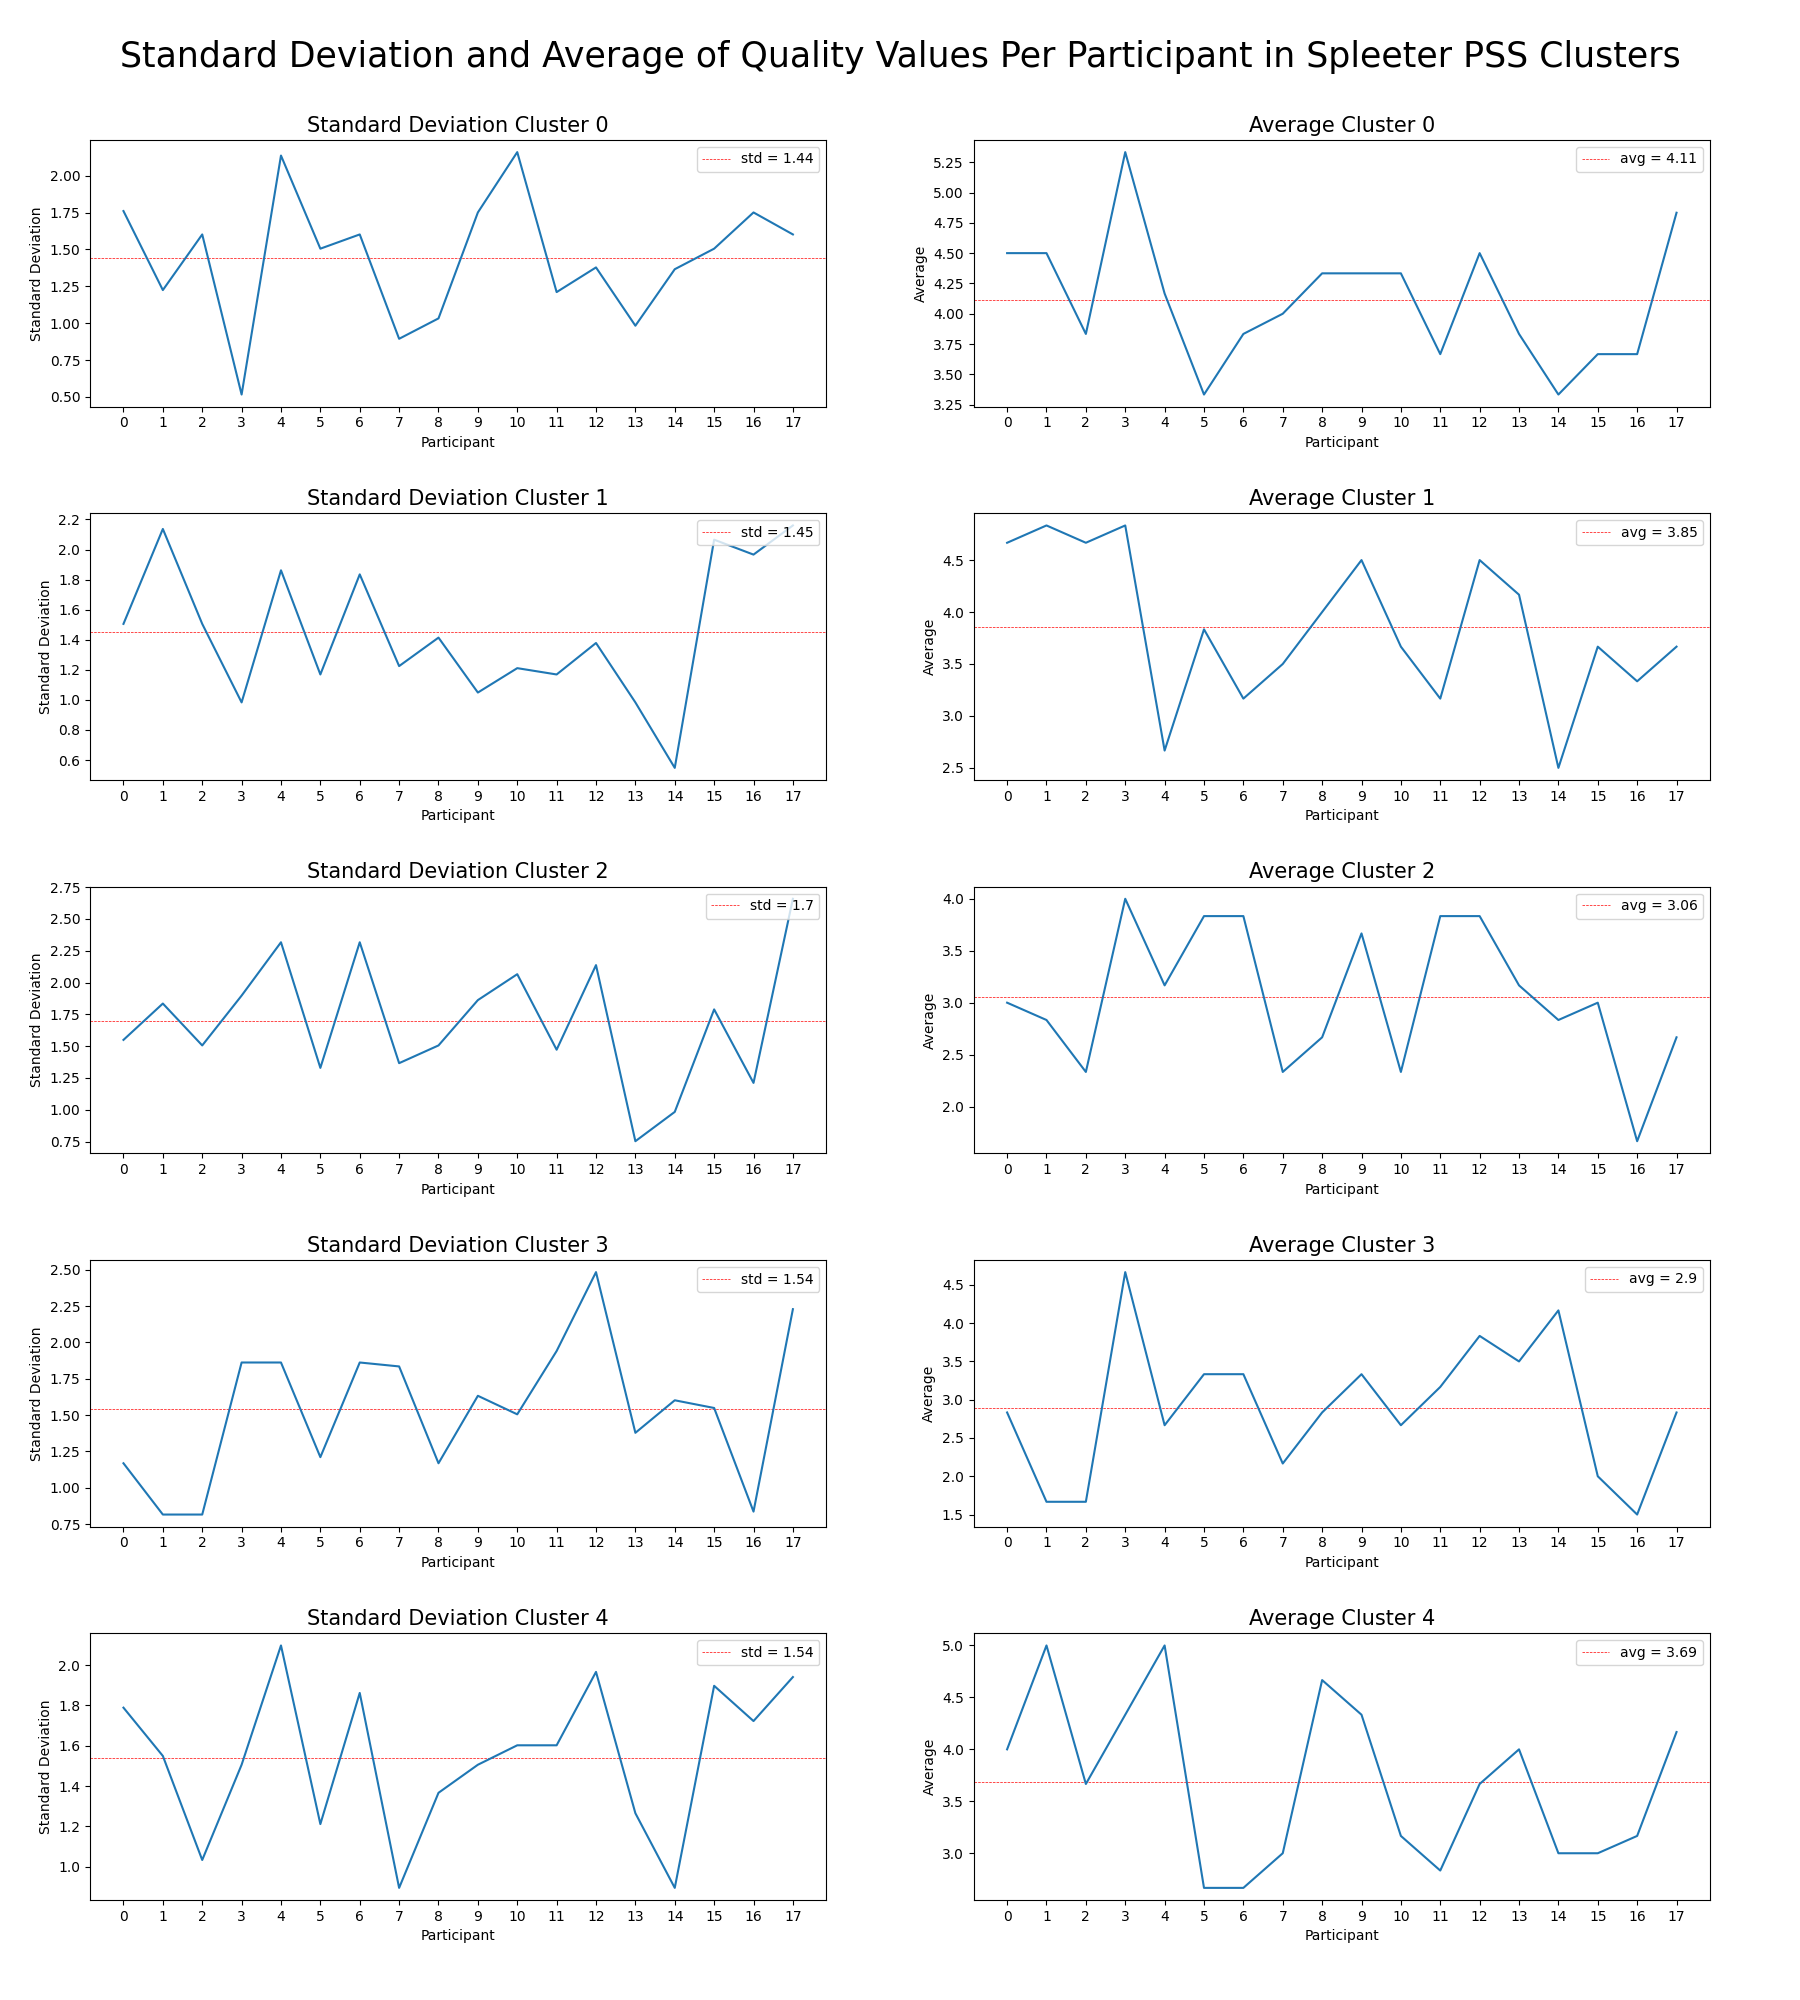 Standard Deviation and Average of Quality Values Per Participant in Spleeter PSS Clusters
Standard Deviation Cluster 0
Standard Deviation
2.00
1.75
1.50
1.25
1.00
0.75
0.50
std = 1.44
0 1 2 3 4 5 6 7 8 9 10 11 12 13 14 15 16 17
Participant
Average Cluster 0
Average
5.25
5.00
4.75
4.50
4.25
4.00
3.75
3.50
3.25
avg = 4.11
0 1 2 3 4 5 6 7 8 9 10 11 12 13 14 15 16 17
Participant
Standard Deviation Cluster 1
Standard Deviation
2.2
2.0
1.8
1.6
1.4
1.2
1.0
0.8
0.6
std = 1.45
0 1 2 3 4 5 6 7 8 9 10 11 12 13 14 15 16 17
Participant
Average Cluster 1
Average
4.5
4.0
3.5
3.0
2.5
avg = 3.85
0 1 2 3 4 5 6 7 8 9 10 11 12 13 14 15 16 17
Participant
Standard Deviation Cluster 2
Standard Deviation
2.75
2.50
2.25
2.00
1.75
1.50
1.25
1.00
0.75
std = 1.7
0 1 2 3 4 5 6 7 8 9 10 11 12 13 14 15 16 17
Participant
Average Cluster 2
Average
4.0
3.5
3.0
2.5
2.0
avg = 3.06
0 1 2 3 4 5 6 7 8 9 10 11 12 13 14 15 16 17
Participant
Standard Deviation Cluster 3
Standard Deviation
2.50
2.25
2.00
1.75
1.50
1.25
1.00
0.75
std = 1.54
0 1 2 3 4 5 6 7 8 9 10 11 12 13 14 15 16 17
Participant
Average Cluster 3
Average
4.5
4.0
3.5
3.0
2.5
2.0
1.5
avg = 2.9
0 1 2 3 4 5 6 7 8 9 10 11 12 13 14 15 16 17
Participant
Standard Deviation Cluster 4
Standard Deviation
2.0
1.8
1.6
1.4
1.2
1.0
std = 1.54
0 1 2 3 4 5 6 7 8 9 10 11 12 13 14 15 16 17
Participant
Average Cluster 4
Average
5.0
4.5
4.0
3.5
3.0
avg = 3.69
0 1 2 3 4 5 6 7 8 9 10 11 12 13 14 15 16 17
Participant